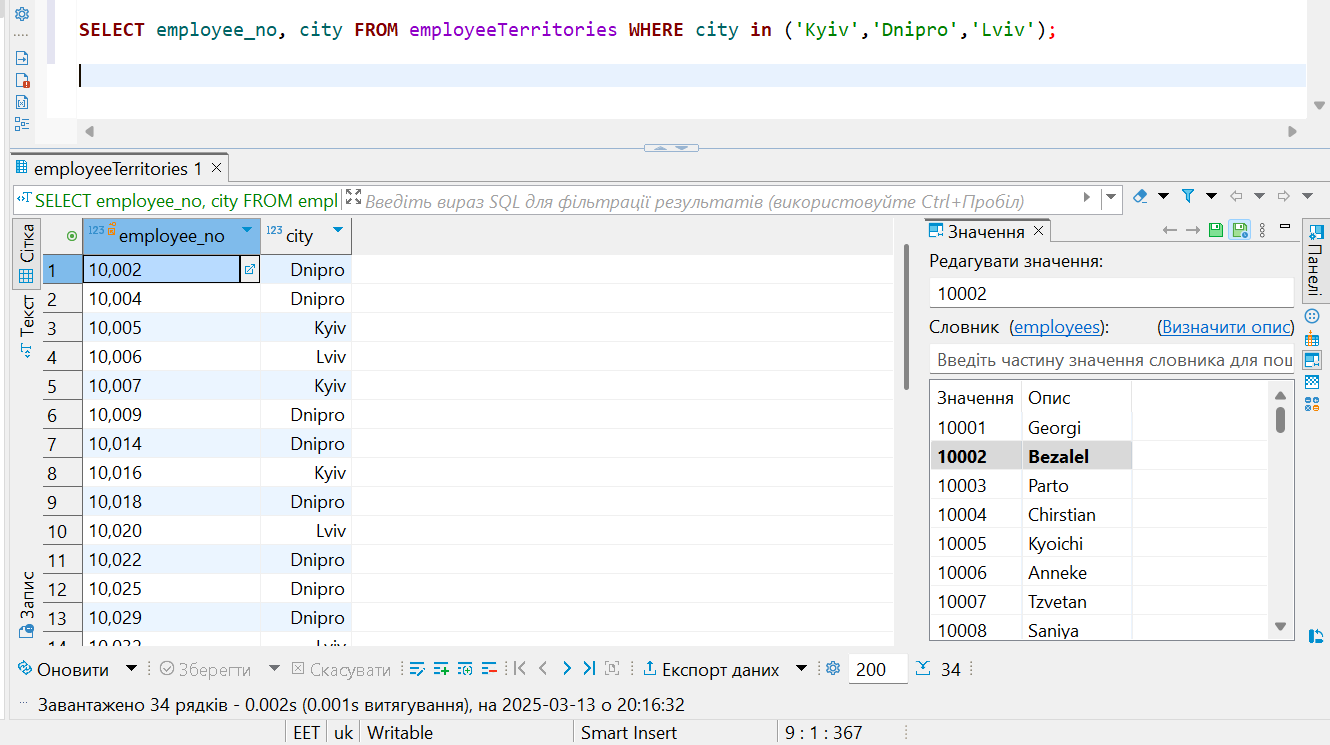 SELECT employee_no, city FROM employeeTerritories WHERE city in ('Kyiv','Dnipro','Lviv');
employeeTerritories 1
SELECT employee_no, city FROM empl
Введіть вираз SQL для фільтрації результатів (використовуйте Ctrl+Пробіл)
Сітка
Текст
Запис
123 employee_no 123 city
1 10,002 Dnipro
2 10,004 Dnipro
3 10,005 Kyiv
4 10,006 Lviv
5 10,007 Kyiv
6 10,009 Dnipro
7 10,014 Dnipro
8 10,016 Kyiv
9 10,018 Dnipro
10 10,020 Lviv
11 10,022 Dnipro
12 10,025 Dnipro
13 10,029 Dnipro
Значення
Редагувати значення:
10002
Словник (employees): (Визначити опис)
Введіть частину значення словника для пош
Значення Опис
10001 Georgi
10002 Bezalel
10003 Parto
10004 Chirstian
10005 Kyoichi
10006 Anneke
10007 Tzvetan
10008 Saniya
Панелі
Оновити Зберегти Скасувати Експорт даних 200 34
Завантажено 34 рядків - 0.002s (0.001s витягування), на 2025-03-13 о 20:16:32
EET uk Writable Smart Insert 9 : 1 : 367